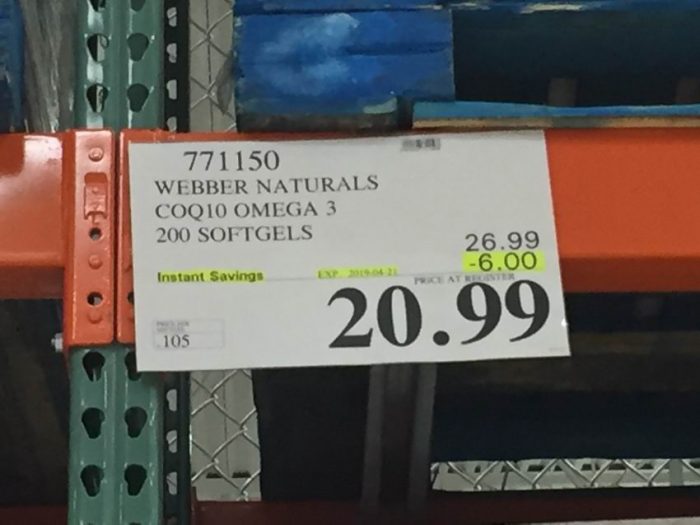 771150
WEBBER NATURALS
COQ10 OMEGA 3
200 SOFTGELS
26.99
-6.00
Instant Savings EXP. 2019-04-21
PRICE AT REGISTER
20.99
.105